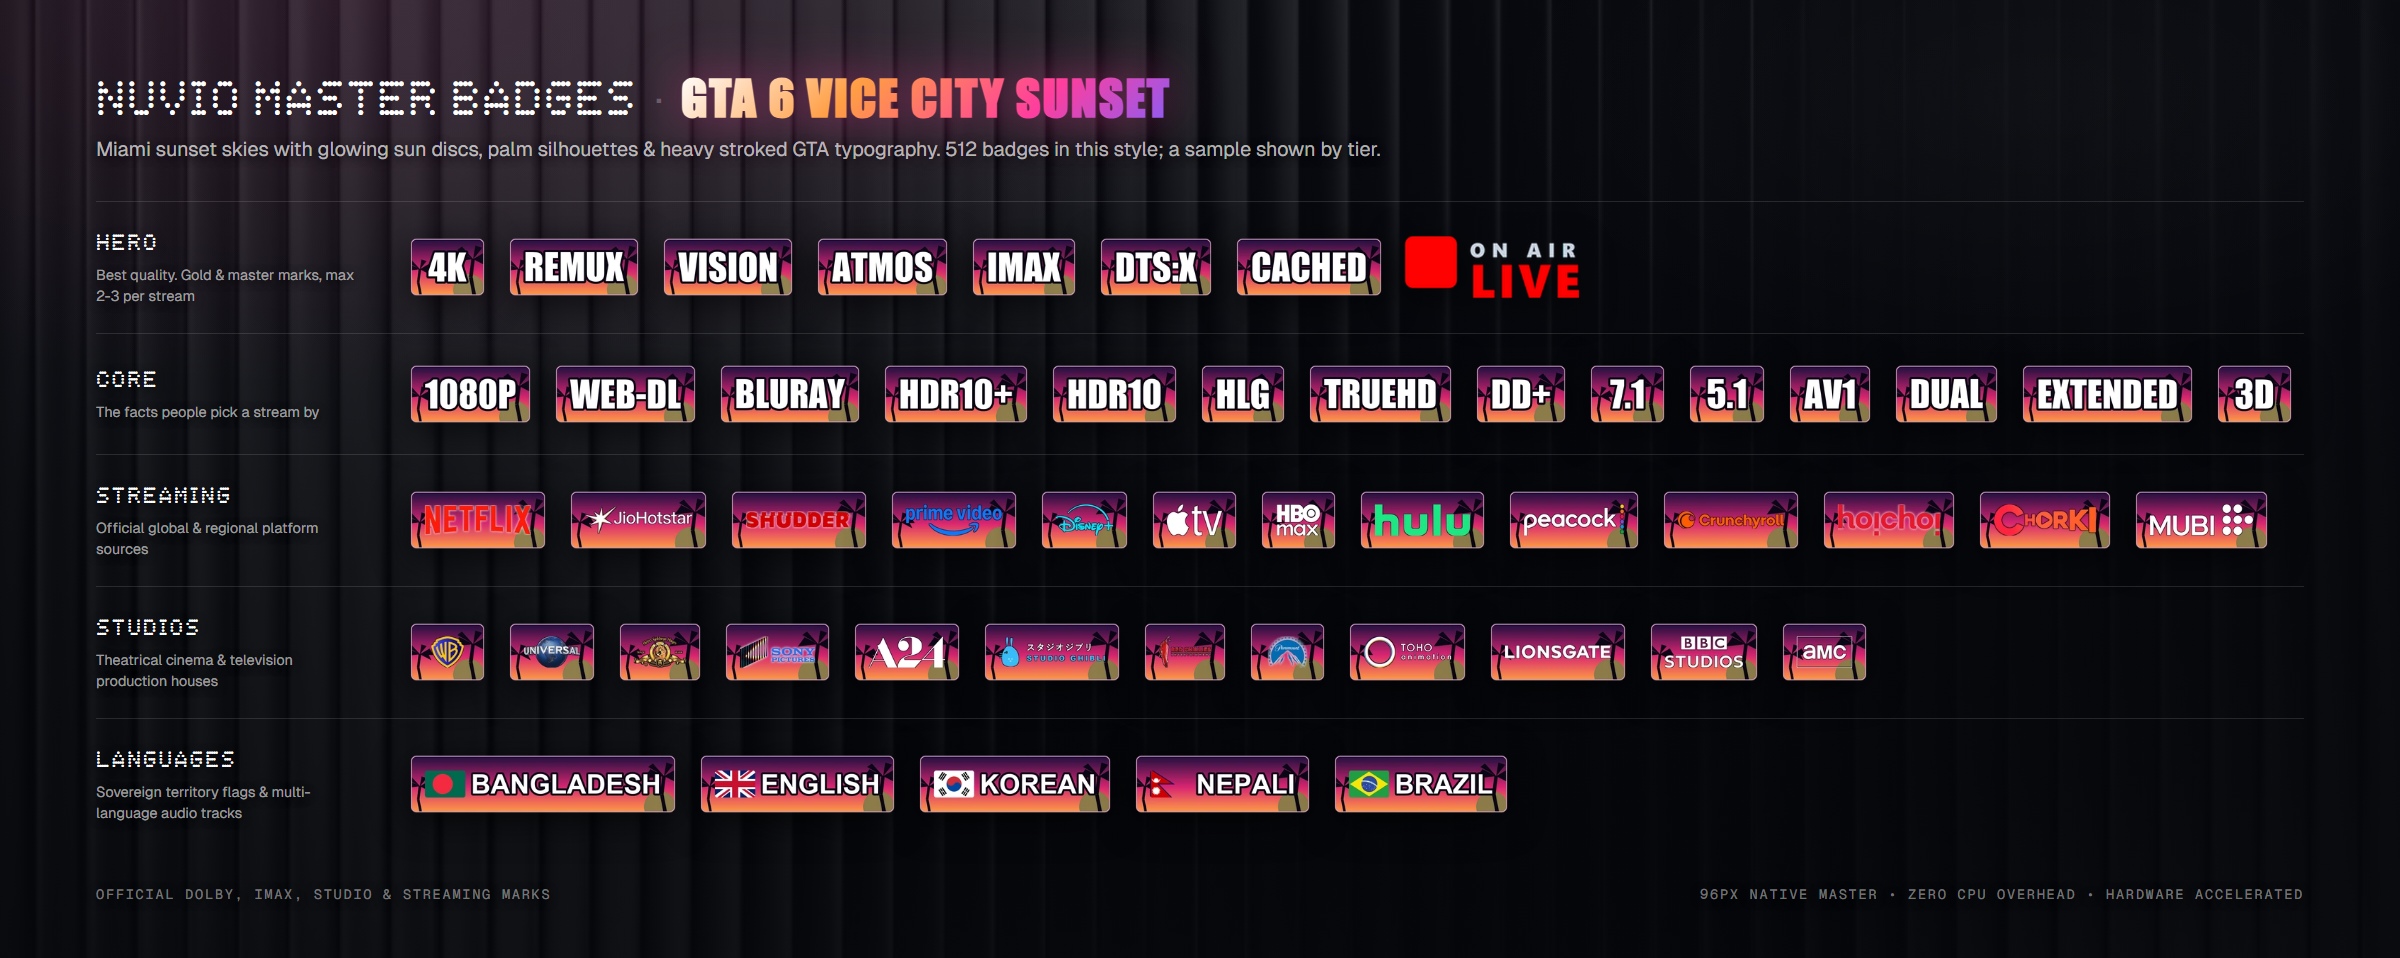 NUVIO MASTER BADGES · GTA 6 VICE CITY SUNSET
Miami sunset skies with glowing sun discs, palm silhouettes & heavy stroked GTA typography. 512 badges in this style; a sample shown by tier.
HERO
Best quality. Gold & master marks, max
2-3 per stream
4K REMUX VISION ATMOS IMAX DTS:X CACHED
ON AIR
LIVE
CORE
The facts people pick a stream by
1080P WEB-DL BLURAY HDR10+ HDR10 HLG TRUEHD DD+ 7.1 5.1 AV1 DUAL EXTENDED 3D
STREAMING
Official global & regional platform
sources
NETFLIX JioHotstar SHUDDER prime video Disney+ tv HBO max hulu peacock Crunchyroll hoichoi CHORKI MUBI
STUDIOS
Theatrical cinema & television
production houses
WB UNIVERSAL SONY PICTURES A24 スタジオジブリ STUDIO GHIBLI Paramount TOHO on-motion LIONSGATE BBC STUDIOS aMC
LANGUAGES
Sovereign territory flags & multi-
language audio tracks
BANGLADESH ENGLISH KOREAN NEPALI BRAZIL
OFFICIAL DOLBY, IMAX, STUDIO & STREAMING MARKS
96PX NATIVE MASTER • ZERO CPU OVERHEAD • HARDWARE ACCELERATED